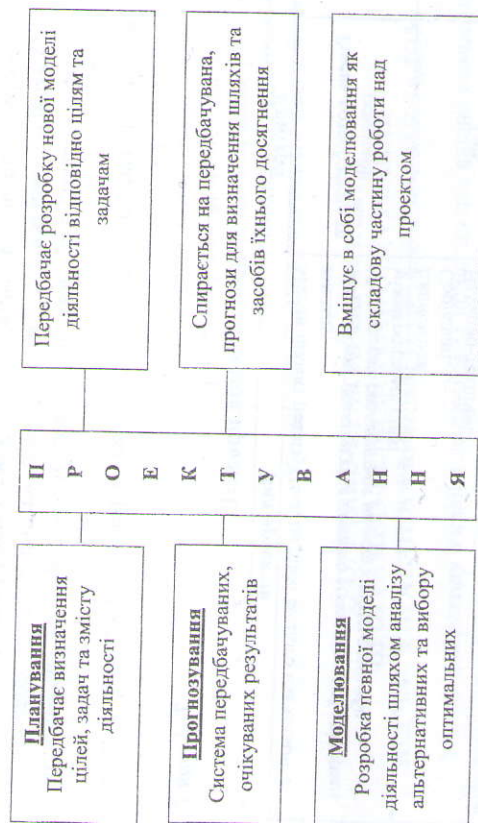 Планування
Передбачає визначення
цілей, задач та змісту
діяльності
Прогнозування
Система передбачуваних,
очікуваних результатів
Моделювання
Розробка певної моделі
діяльності шляхом аналізу
альтернативних та вибору
оптимальних
П
Р
О
Е
К
Т
У
В
А
Н
Н
Я
Передбачає розробку нової моделі
діяльності відповідно цілям та
задачам
Спирається на передбачувана,
прогнози для визначення шляхів та
засобів їхнього досягнення
Вміщує в собі моделювання як
складову частину роботи над
проектом